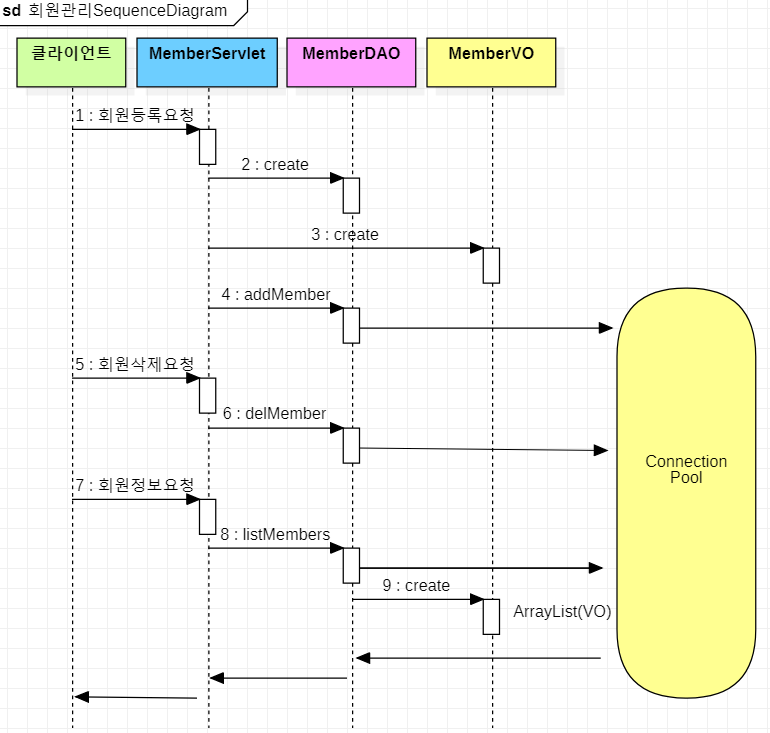 sd 회원관리SequenceDiagram
클라이언트
MemberServlet
MemberDAO
MemberVO
1 : 회원등록요청
2 : create
3 : create
4 : addMember
5 : 회원삭제요청
6 : delMember
Connection
Pool
7 : 회원정보요청
8 : listMembers
9 : create
ArrayList(VO)